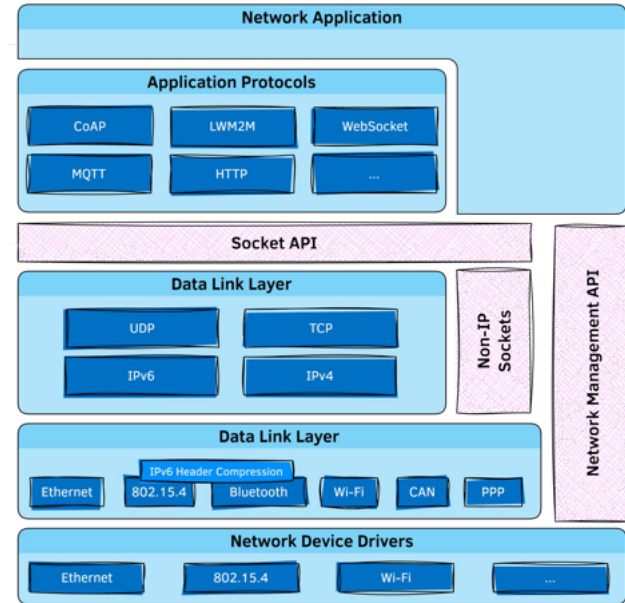 Network Application
Application Protocols
CoAP
LWM2M
WebSocket
MQTT
HTTP
...
Socket API
Data Link Layer
UDP
TCP
IPv6
IPv4
Non-IP
Sockets
Network Management API
Data Link Layer
IPv6 Header Compression
Ethernet
802.15.4
Bluetooth
Wi-Fi
CAN
PPP
Network Device Drivers
Ethernet
802.15.4
Wi-Fi
...